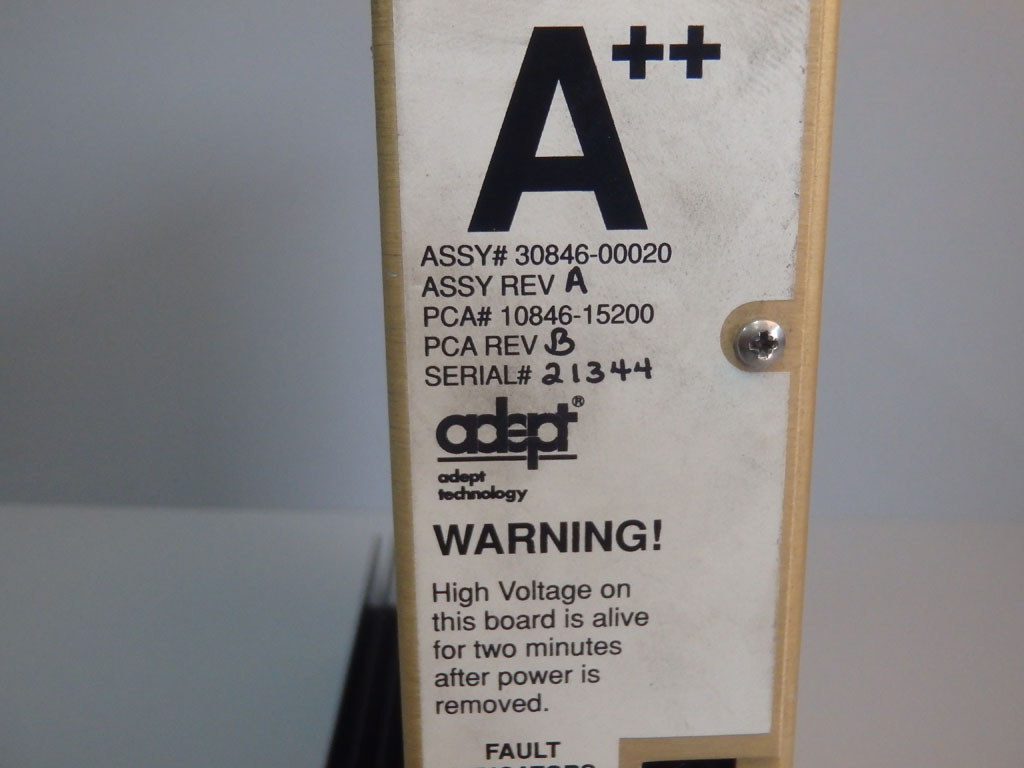 A++
ASSY# 30846-00020
ASSY REV A
PCA# 10846-15200
PCA REV B
SERIAL# 21344
adept®
adept
technology
WARNING!
High Voltage on
this board is alive
for two minutes
after power is
removed.
FAULT